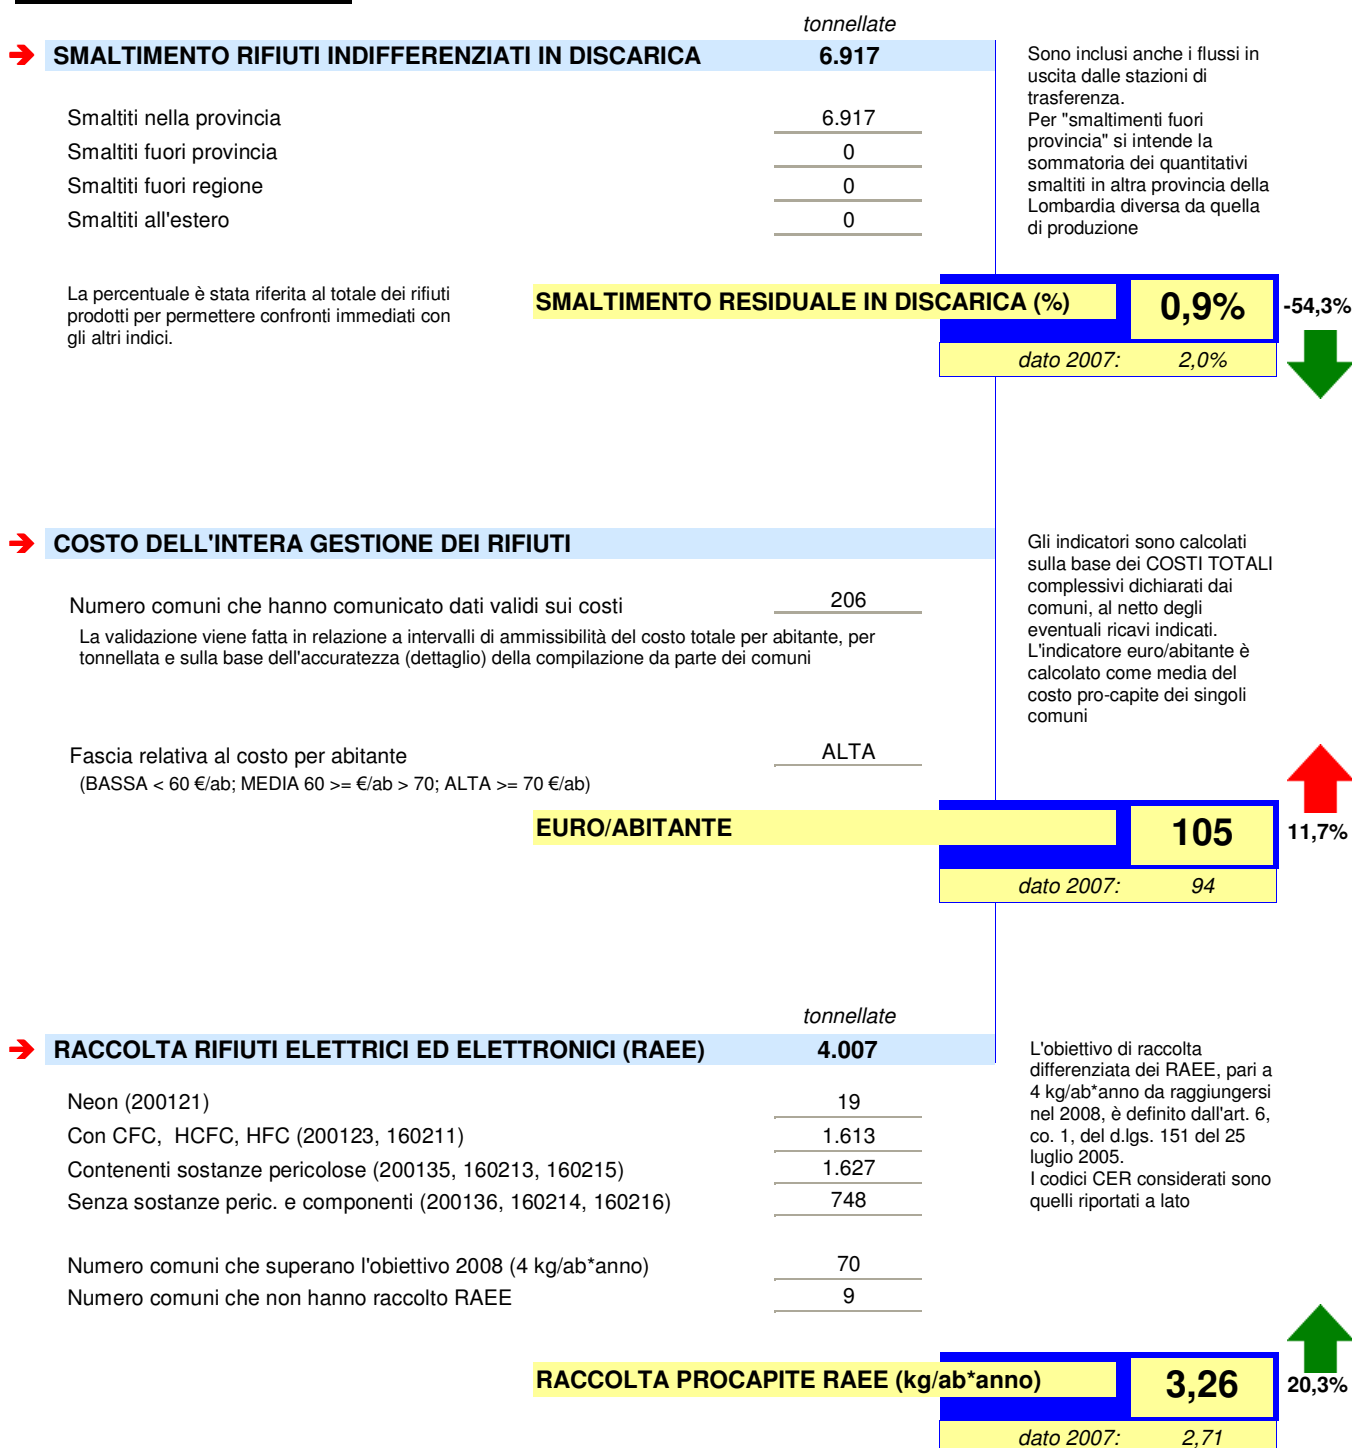 tonnellate
SMALTIMENTO RIFIUTI INDIFFERENZIATI IN DISCARICA 6.917
Smaltiti nella provincia 6.917
Smaltiti fuori provincia 0
Smaltiti fuori regione 0
Smaltiti all'estero 0
Sono inclusi anche i flussi in
uscita dalle stazioni di
trasferenza.
Per "smaltimenti fuori
provincia" si intende la
sommatoria dei quantitativi
smaltiti in altra provincia della
Lombardia diversa da quella
di produzione
La percentuale è stata riferita al totale dei rifiuti
prodotti per permettere confronti immediati con
gli altri indici.
SMALTIMENTO RESIDUALE IN DISCARICA (%) 0,9% -54,3%
dato 2007: 2,0%
COSTO DELL'INTERA GESTIONE DEI RIFIUTI
Numero comuni che hanno comunicato dati validi sui costi 206
La validazione viene fatta in relazione a intervalli di ammissibilità del costo totale per abitante, per
tonnellata e sulla base dell'accuratezza (dettaglio) della compilazione da parte dei comuni
Gli indicatori sono calcolati
sulla base dei COSTI TOTALI
complessivi dichiarati dai
comuni, al netto degli
eventuali ricavi indicati.
L'indicatore euro/abitante è
calcolato come media del
costo pro-capite dei singoli
comuni
Fascia relativa al costo per abitante ALTA
(BASSA < 60 €/ab; MEDIA 60 >= €/ab > 70; ALTA >= 70 €/ab)
EURO/ABITANTE 105 11,7%
dato 2007: 94
tonnellate
RACCOLTA RIFIUTI ELETTRICI ED ELETTRONICI (RAEE) 4.007
Neon (200121) 19
Con CFC, HCFC, HFC (200123, 160211) 1.613
Contenenti sostanze pericolose (200135, 160213, 160215) 1.627
Senza sostanze peric. e componenti (200136, 160214, 160216) 748
Numero comuni che superano l'obiettivo 2008 (4 kg/ab*anno) 70
Numero comuni che non hanno raccolto RAEE 9
L'obiettivo di raccolta
differenziata dei RAEE, pari a
4 kg/ab*anno da raggiungersi
nel 2008, è definito dall'art. 6,
co. 1, del d.lgs. 151 del 25
luglio 2005.
I codici CER considerati sono
quelli riportati a lato
RACCOLTA PROCAPITE RAEE (kg/ab*anno) 3,26 20,3%
dato 2007: 2,71